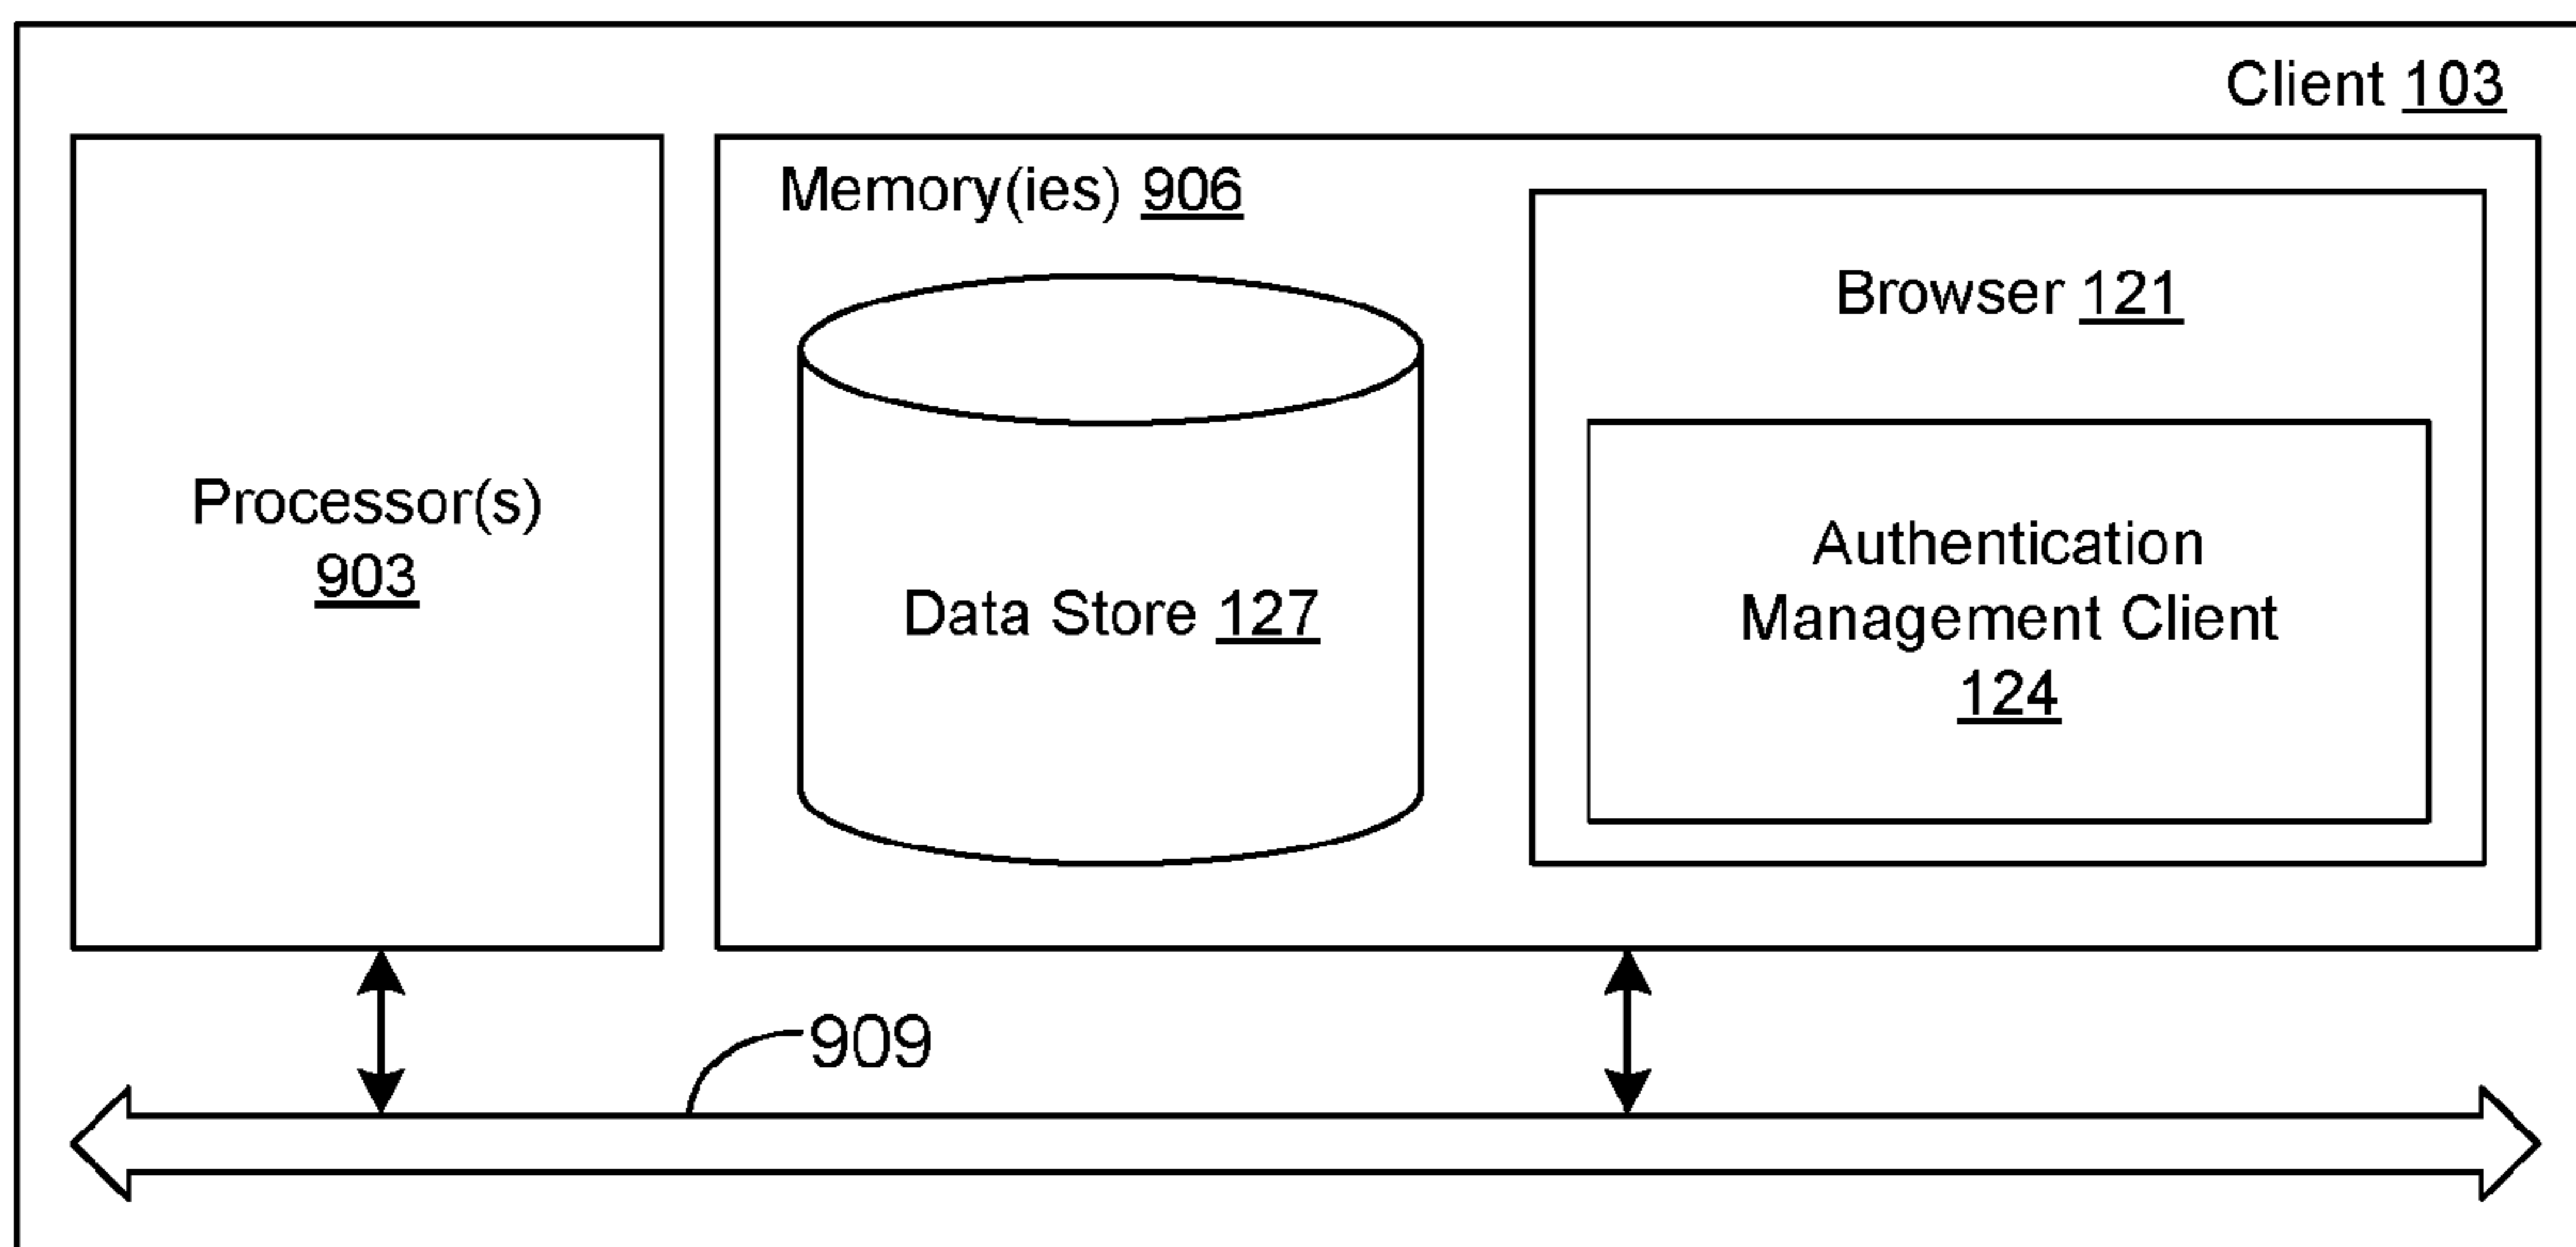 Client 103
Memory(ies) 906
Browser 121
Processor(s)
903
Data Store 127
Authentication
Management Client
124
909